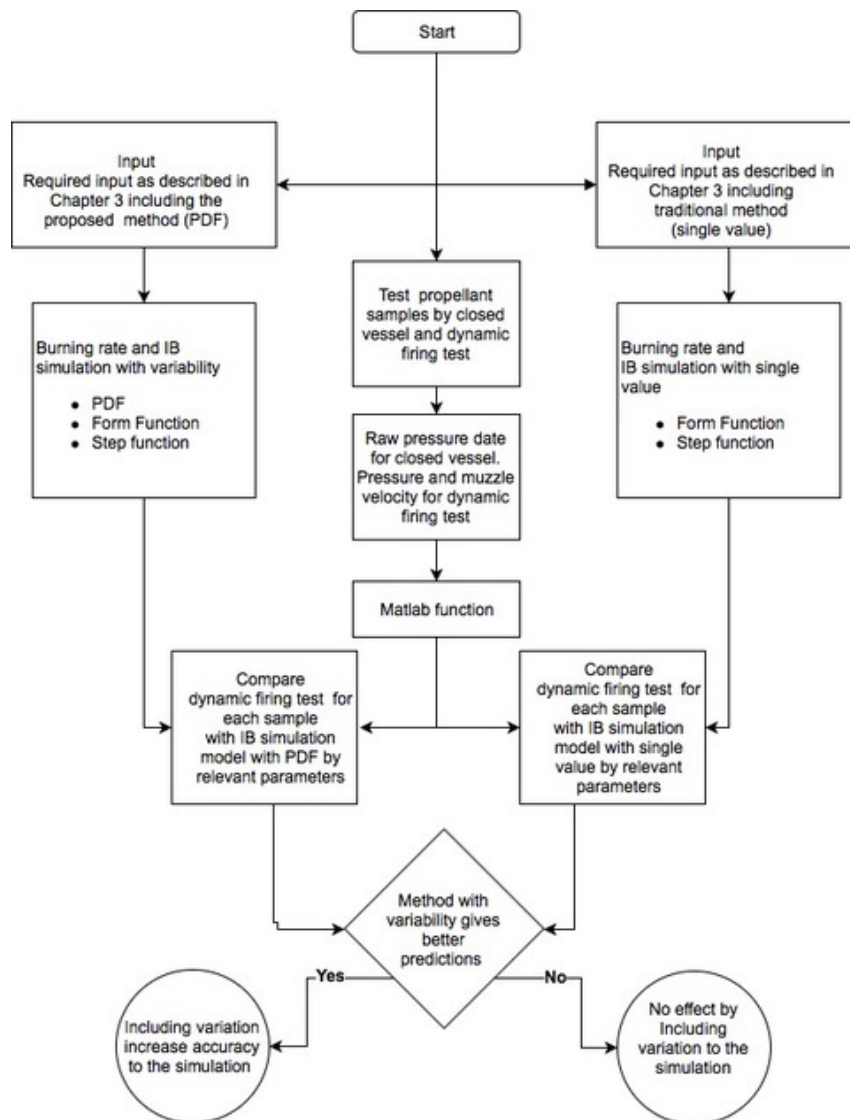 Start
Input
Required input as described in
Chapter 3 including the
proposed method (PDF)
Input
Required input as described in
Chapter 3 including
traditional method
(single value)
Test propellant
samples by closed
vessel and dynamic
firing test
Burning rate and IB
simulation with variability
● PDF
● Form Function
● Step function
Burning rate and
IB simulation with single
value
● Form Function
● Step function
Raw pressure date
for closed vessel.
Pressure and muzzle
velocity for dynamic
firing test
Matlab function
Compare
dynamic firing test for
each sample
with IB simulation
model with PDF by
relevant parameters
Compare
dynamic firing test for
each sample
with IB simulation
model with single
value by relevant
parameters
Method with
variability gives
better
predictions
Yes
No
Including variation
increase accuracy
to the simulation
No effect by
Including
variation to the
simulation